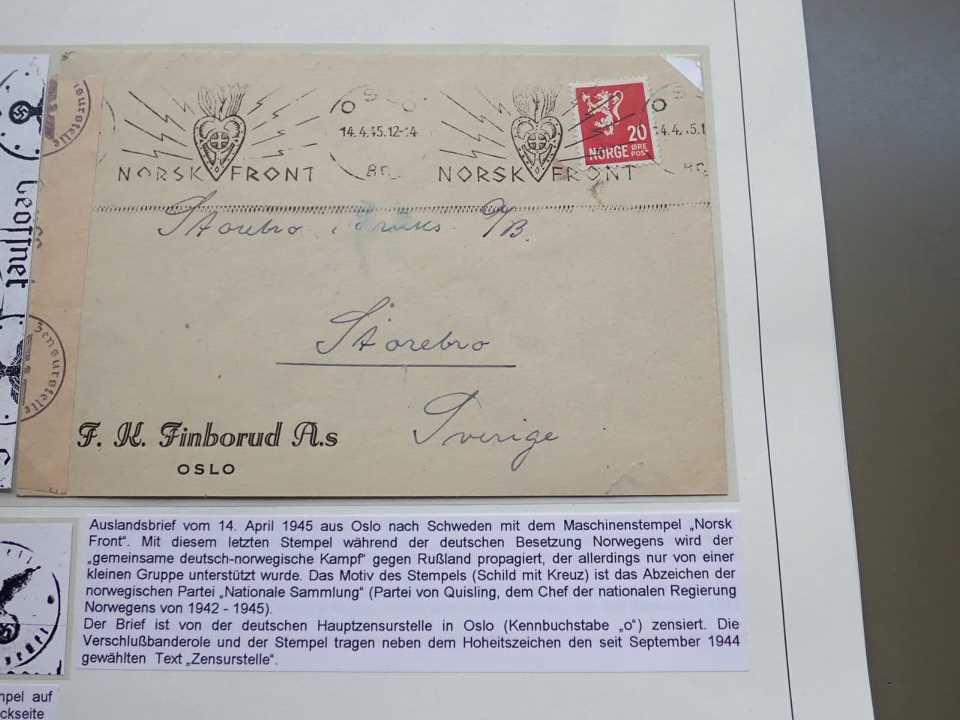 OSLO
14.4.45.12-14
NORSK FRONT
NORSK FRONT
20
NORGE ØRE
POST
Storebro Bruks A/B.
Storebro
Sverige
F. K. Finborud A.s
OSLO
Geöffnet
Zensurstelle
Auslandsbrief vom 14. April 1945 aus Oslo nach Schweden mit dem Maschinenstempel „Norsk
Front“. Mit diesem letzten Stempel während der deutschen Besetzung Norwegens wird der
„gemeinsame deutsch-norwegische Kampf“ gegen Rußland propagiert, der allerdings nur von einer
kleinen Gruppe unterstützt wurde. Das Motiv des Stempels (Schild mit Kreuz) ist das Abzeichen der
norwegischen Partei „Nationale Sammlung“ (Partei von Quisling, dem Chef der nationalen Regierung
Norwegens von 1942 - 1945).
Der Brief ist von der deutschen Hauptzensurstelle in Oslo (Kennbuchstabe „o“) zensiert. Die
Verschlußbanderole und der Stempel tragen neben dem Hoheitszeichen den seit September 1944
gewählten Text „Zensurstelle“.
mpel auf
ckseite